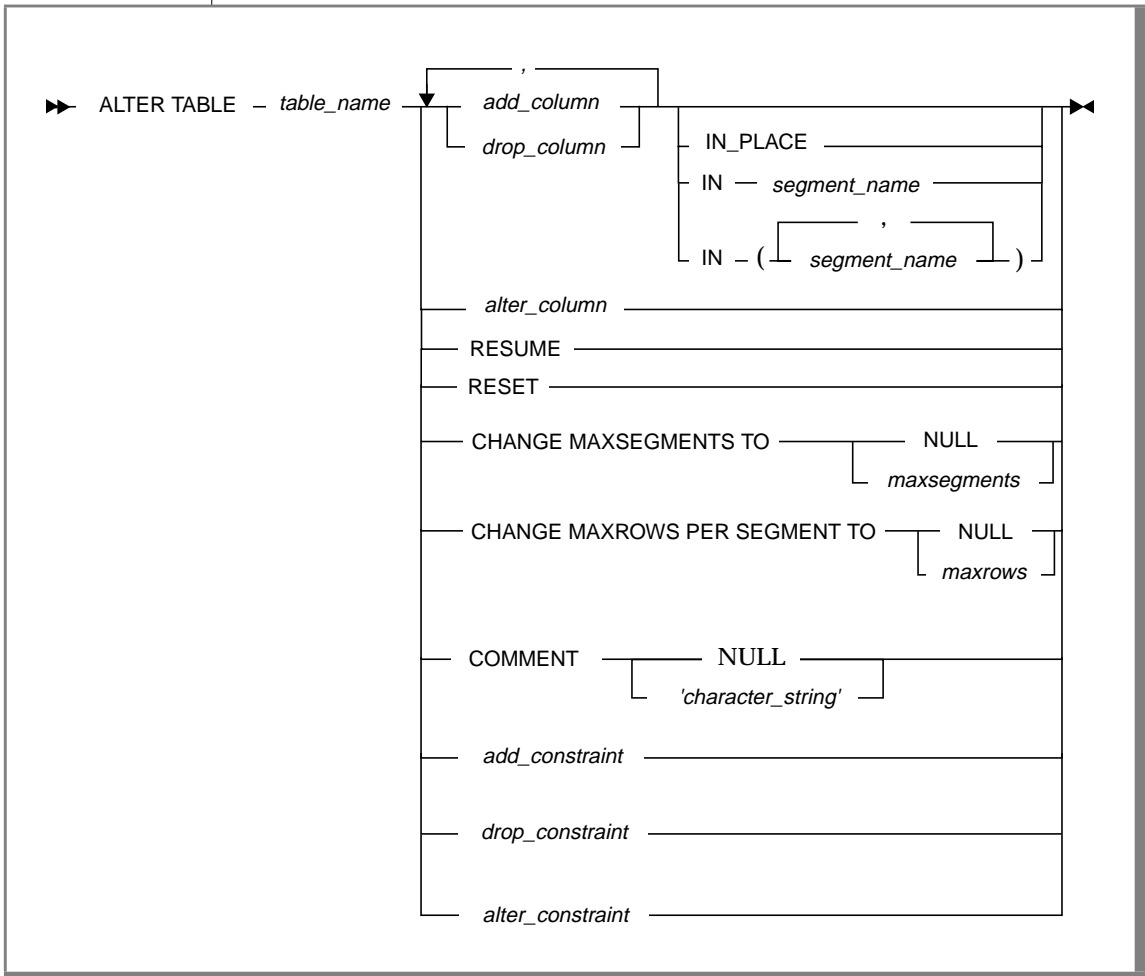 ,
ALTER TABLE table_name add_column
drop_column
IN_PLACE
IN segment_name
,
IN ( segment_name )
alter_column
RESUME
RESET
CHANGE MAXSEGMENTS TO NULL
maxsegments
CHANGE MAXROWS PER SEGMENT TO NULL
maxrows
COMMENT NULL
'character_string'
add_constraint
drop_constraint
alter_constraint